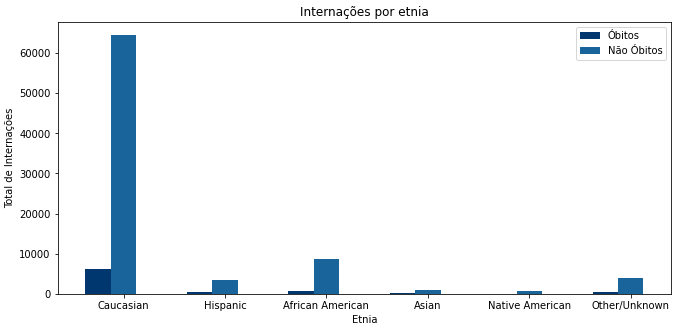 Internações por etnia
Óbitos
Não Óbitos
Total de Internações
60000
50000
40000
30000
20000
10000
0
Caucasian Hispanic African American Asian Native American Other/Unknown
Etnia